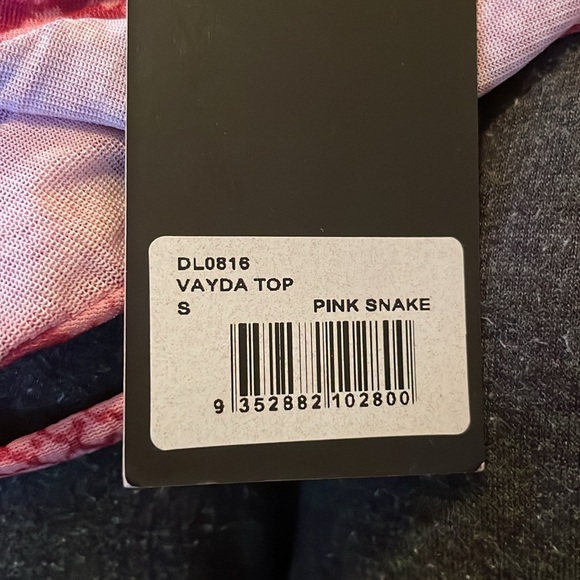 DL0816
VAYDA TOP
S PINK SNAKE
9 352882 102800